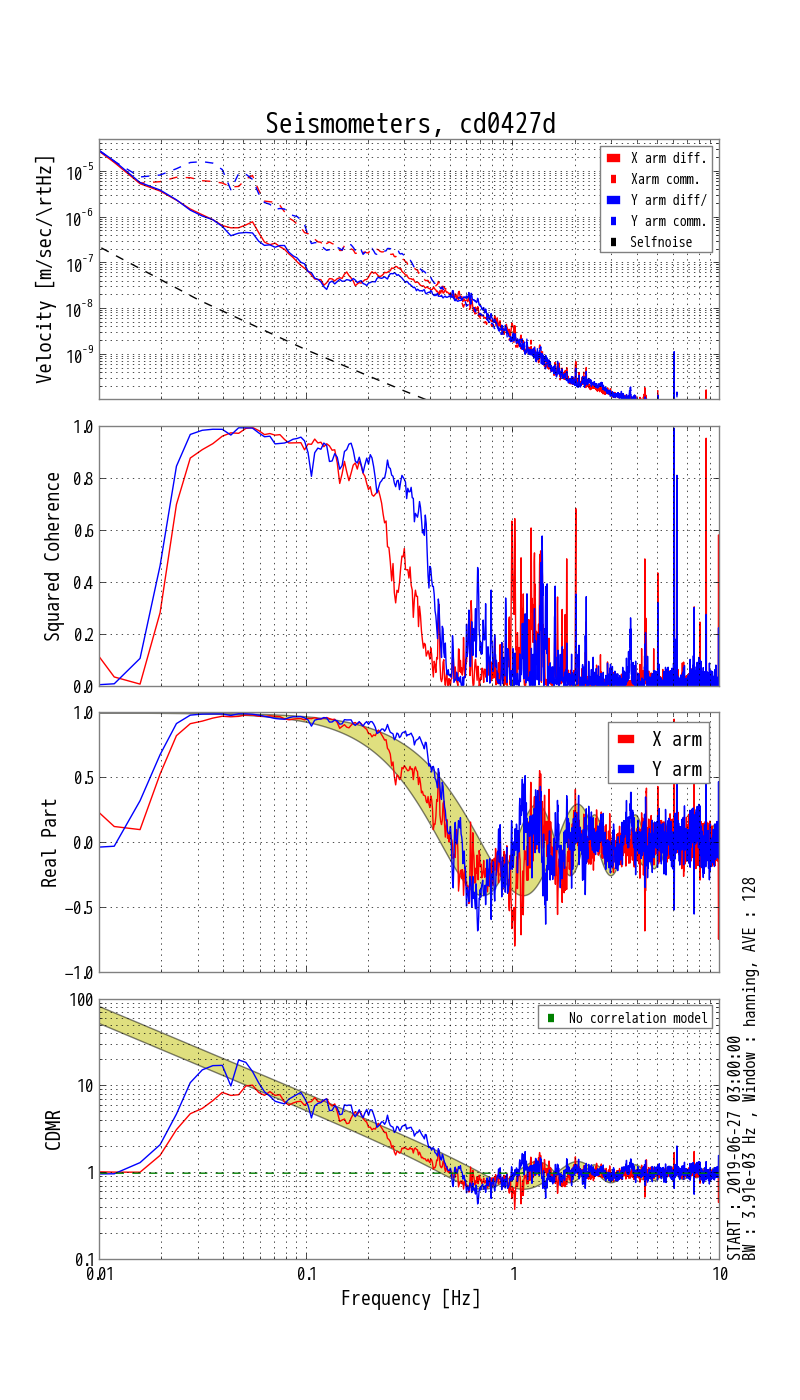 Seismometers, cd0427d
Velocity [m/sec/\rtHz]
10^-5
10^-6
10^-7
10^-8
10^-9
X arm diff.
Xarm comm.
Y arm diff/
Y arm comm.
Selfnoise
Squared Coherence
1.0
0.8
0.6
0.4
0.2
0.0
Real Part
1.0
0.5
0.0
−0.5
−1.0
X arm
Y arm
CDMR
100
10
1
0.1
No correlation model
0.01
0.1
1
10
Frequency [Hz]
START : 2019-06-27 03:00:00
BW : 3.91e-03 Hz , Window : hanning, AVE : 128